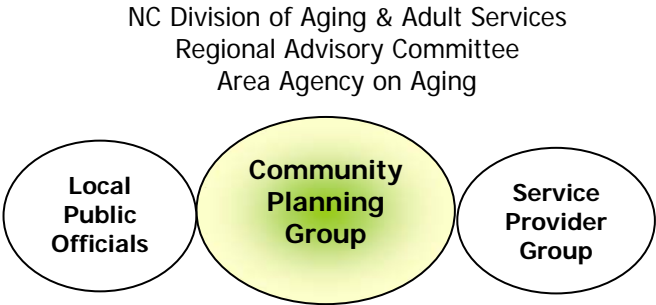 NC Division of Aging & Adult Services
Regional Advisory Committee
Area Agency on Aging
Local
Public
Officials
Community
Planning
Group
Service
Provider
Group